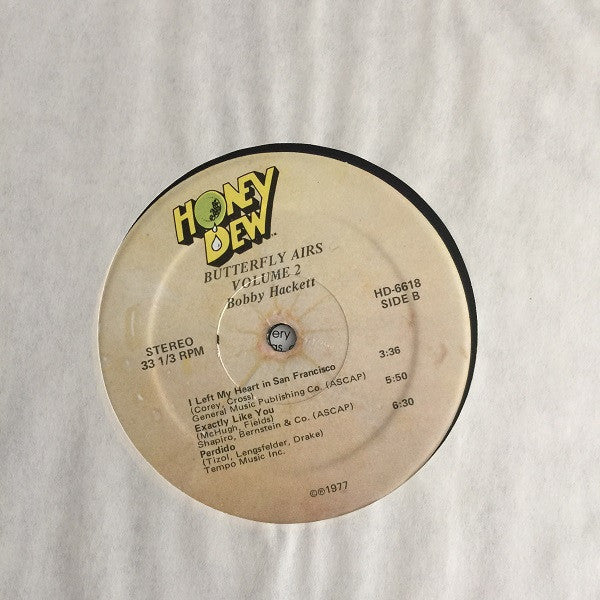 HONEY
DEW
BUTTERFLY AIRS
VOLUME 2
Bobby Hackett
HD-6618
SIDE B
STEREO
33 1/3 RPM
ery
as
I Left My Heart in San Francisco 3:36
(Corey, Cross)
General Music Publishing Co. (ASCAP)
Exactly Like You 5:50
(McHugh, Fields)
Shapiro, Bernstein & Co. (ASCAP)
Perdido 6:30
(Tizol, Lengsfelder, Drake)
Tempo Music Inc.
©℗1977